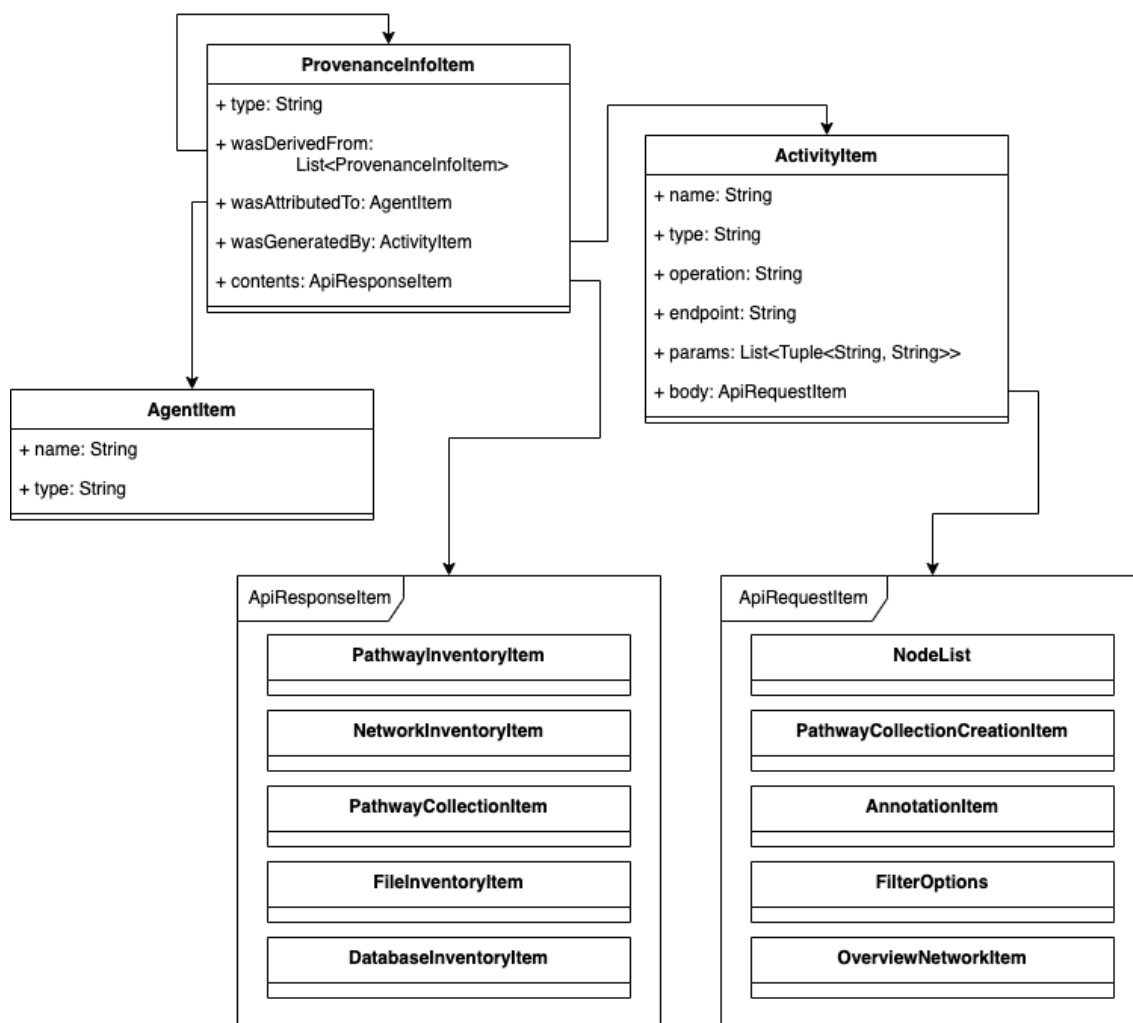 ProvenanceInfoItem
+ type: String
+ wasDerivedFrom:
List<ProvenanceInfoItem>
+ wasAttributedTo: AgentItem
+ wasGeneratedBy: ActivityItem
+ contents: ApiResponseItem
ActivityItem
+ name: String
+ type: String
+ operation: String
+ endpoint: String
+ params: List<Tuple<String, String>>
+ body: ApiRequestItem
AgentItem
+ name: String
+ type: String
ApiResponseItem
PathwayInventoryItem
NetworkInventoryItem
PathwayCollectionItem
FileInventoryItem
DatabaseInventoryItem
ApiRequestItem
NodeList
PathwayCollectionCreationItem
AnnotationItem
FilterOptions
OverviewNetworkItem